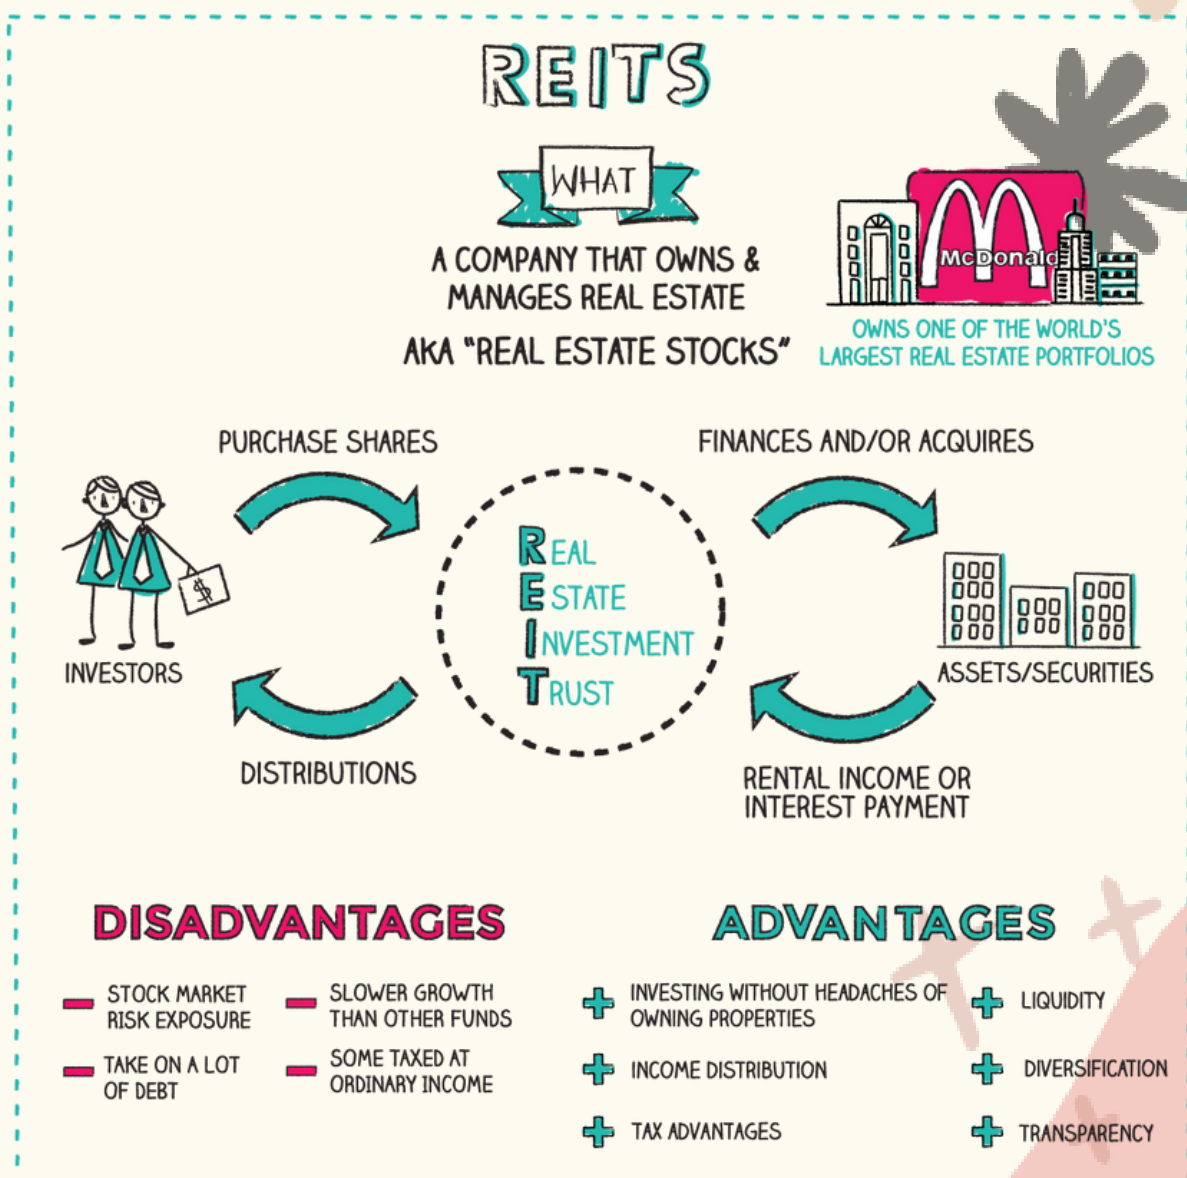 REITS
WHAT
A COMPANY THAT OWNS &
MANAGES REAL ESTATE
AKA "REAL ESTATE STOCKS"
McDonald
OWNS ONE OF THE WORLD'S
LARGEST REAL ESTATE PORTFOLIOS
PURCHASE SHARES
FINANCES AND/OR ACQUIRES
$
INVESTORS
REAL
ESTATE
INVESTMENT
TRUST
ASSETS/SECURITIES
DISTRIBUTIONS
RENTAL INCOME OR
INTEREST PAYMENT
DISADVANTAGES
STOCK MARKET
RISK EXPOSURE
SLOWER GROWTH
THAN OTHER FUNDS
TAKE ON A LOT
OF DEBT
SOME TAXED AT
ORDINARY INCOME
ADVANTAGES
INVESTING WITHOUT HEADACHES OF
OWNING PROPERTIES
LIQUIDITY
INCOME DISTRIBUTION
DIVERSIFICATION
TAX ADVANTAGES
TRANSPARENCY